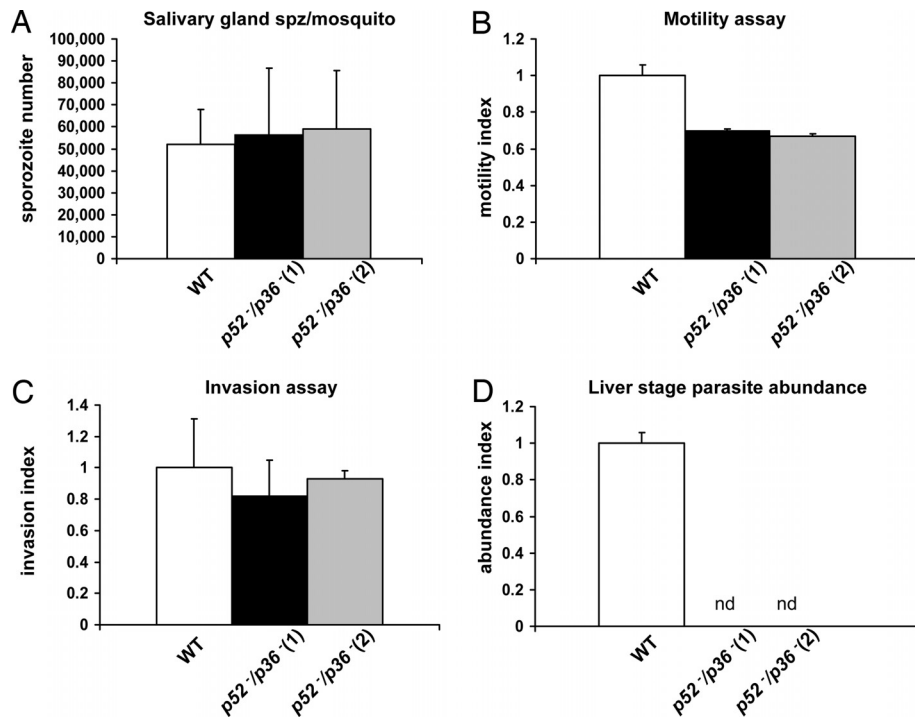 A
Salivary gland spz/mosquito
sporozoite number
100,000
90,000
80,000
70,000
60,000
50,000
40,000
30,000
20,000
10,000
0
WT
p52⁻/p36⁻(1)
p52⁻/p36⁻(2)
B
Motility assay
motility index
1.2
1
0.8
0.6
0.4
0.2
0
WT
p52⁻/p36⁻(1)
p52⁻/p36⁻(2)
C
Invasion assay
invasion index
1.4
1.2
1
0.8
0.6
0.4
0.2
0
WT
p52⁻/p36⁻(1)
p52⁻/p36⁻(2)
D
Liver stage parasite abundance
abundance index
1.2
1
0.8
0.6
0.4
0.2
0
nd nd
WT
p52⁻/p36⁻(1)
p52⁻/p36⁻(2)